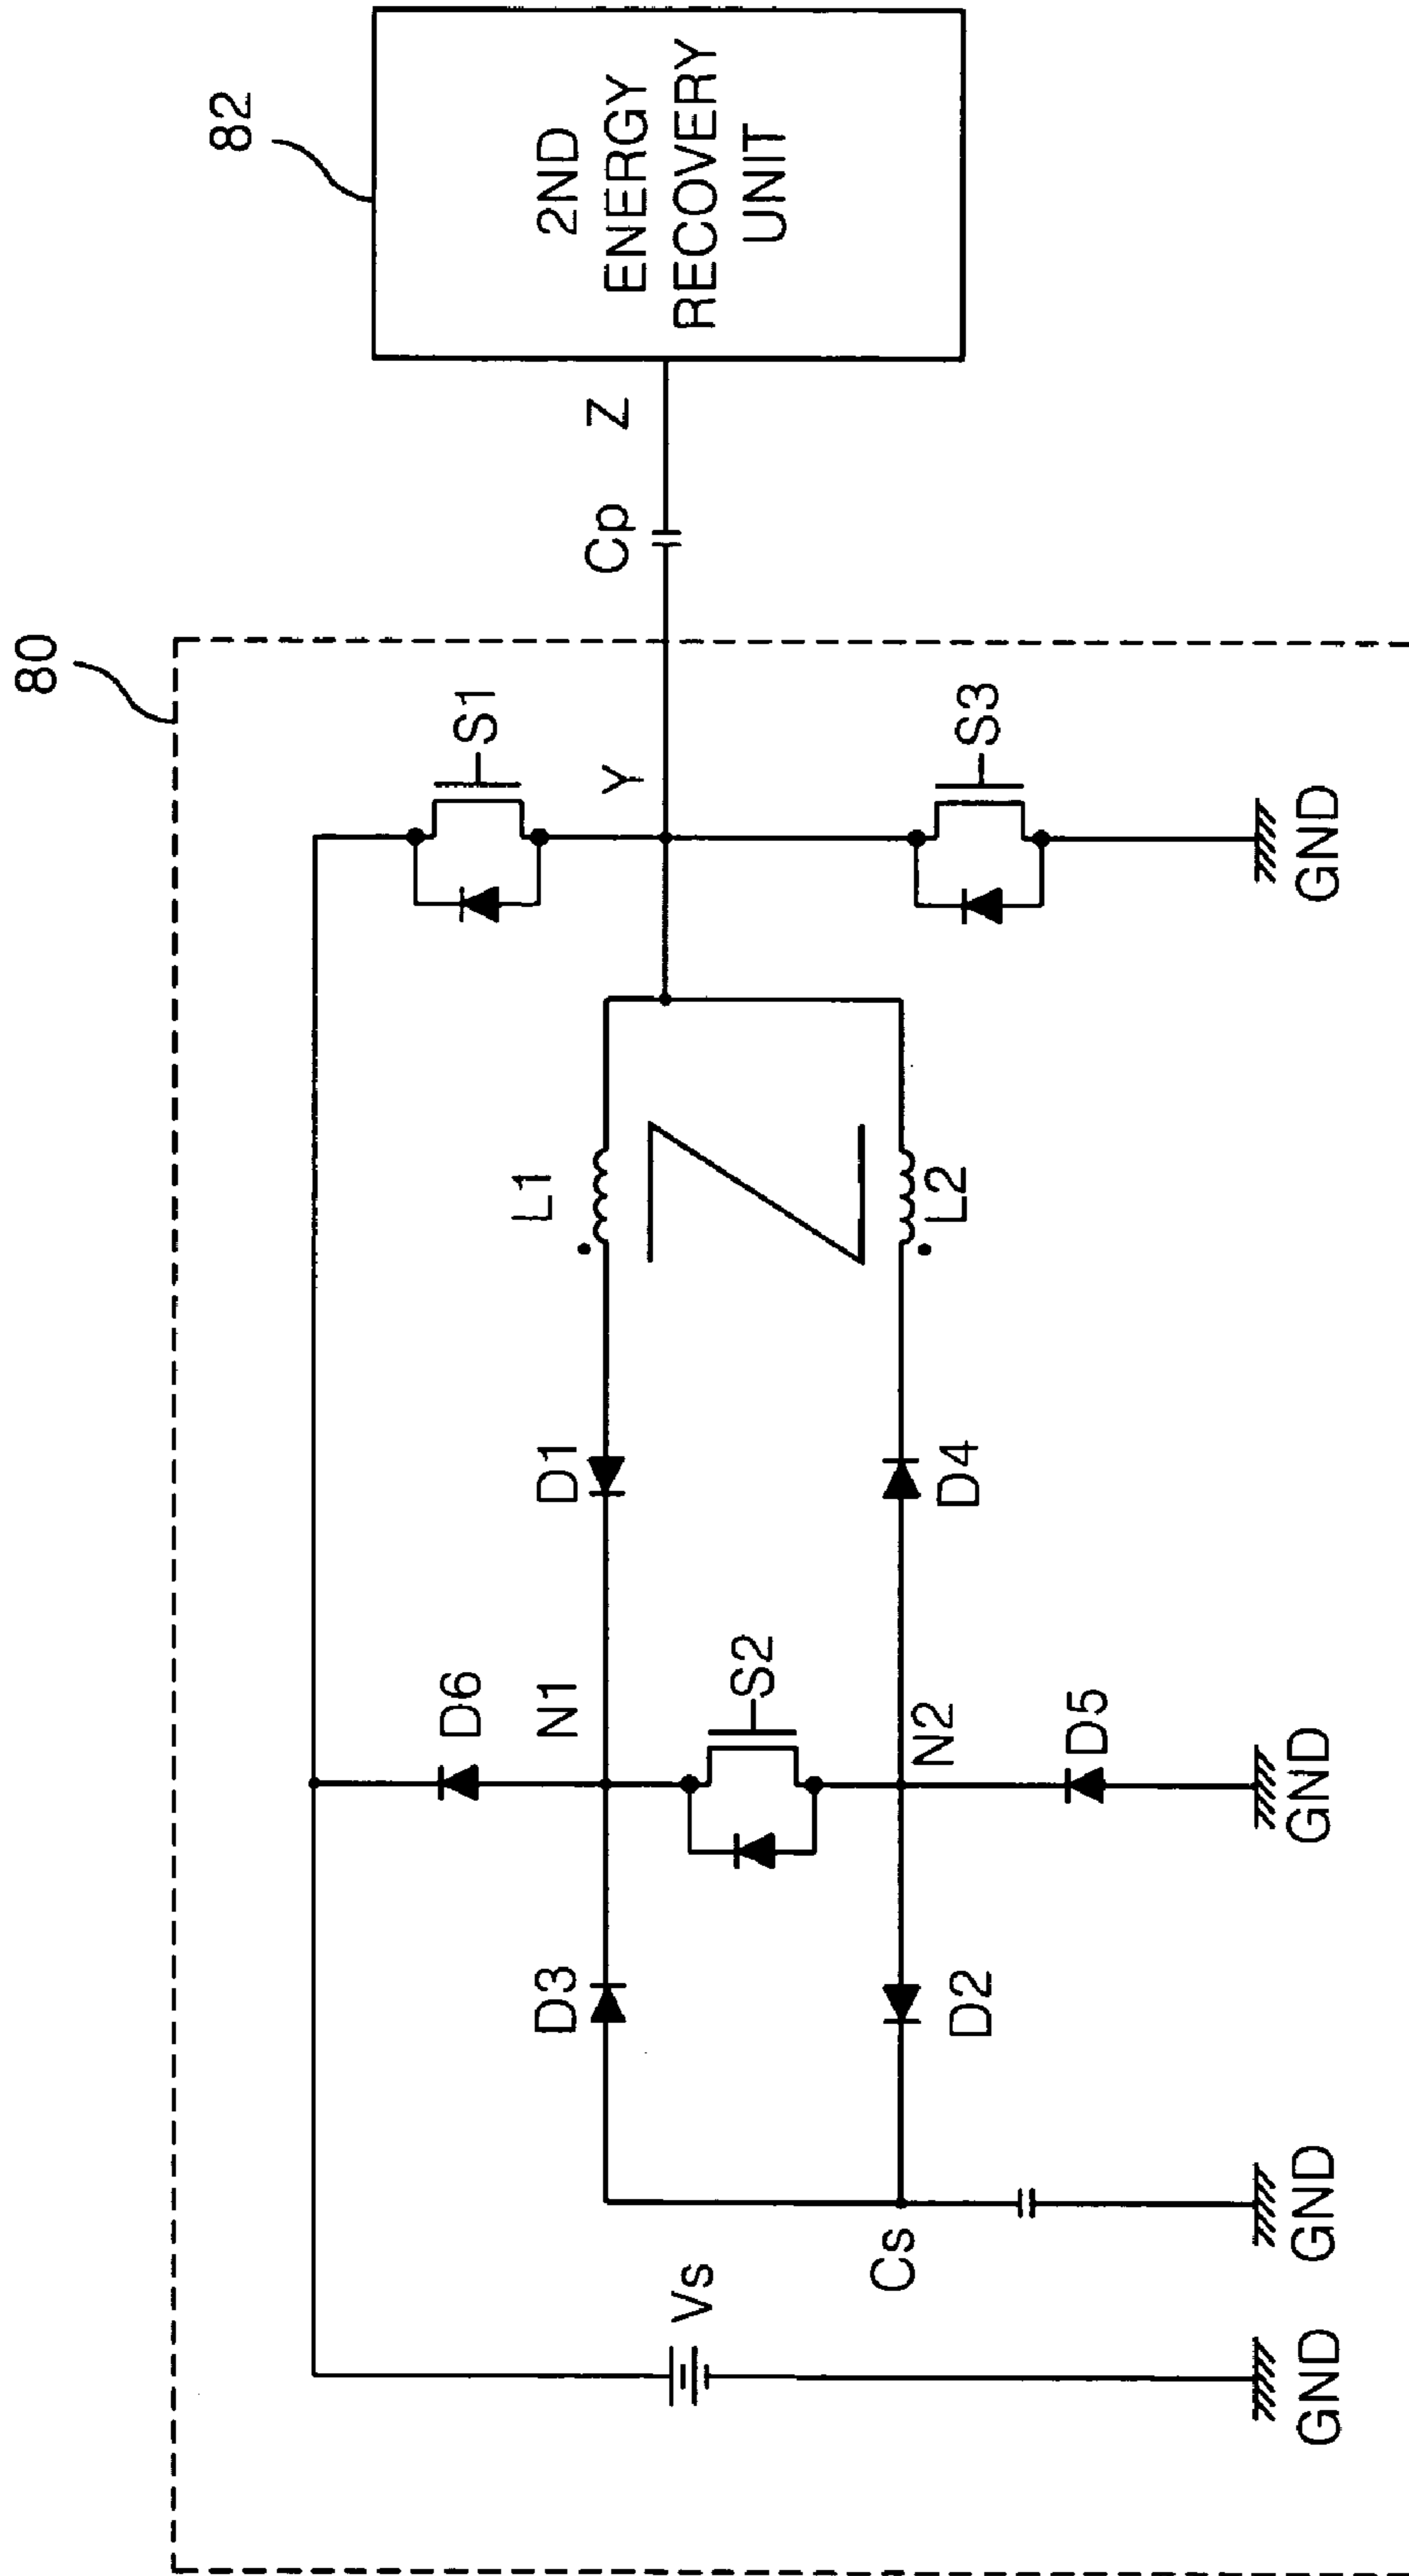 80
82
2ND
ENERGY
RECOVERY
UNIT
S1
Y
Cp
Z
S3
GND
L1
L2
D1
D4
D6
N1
S2
N2
D5
GND
D3
D2
Vs
Cs
GND
GND